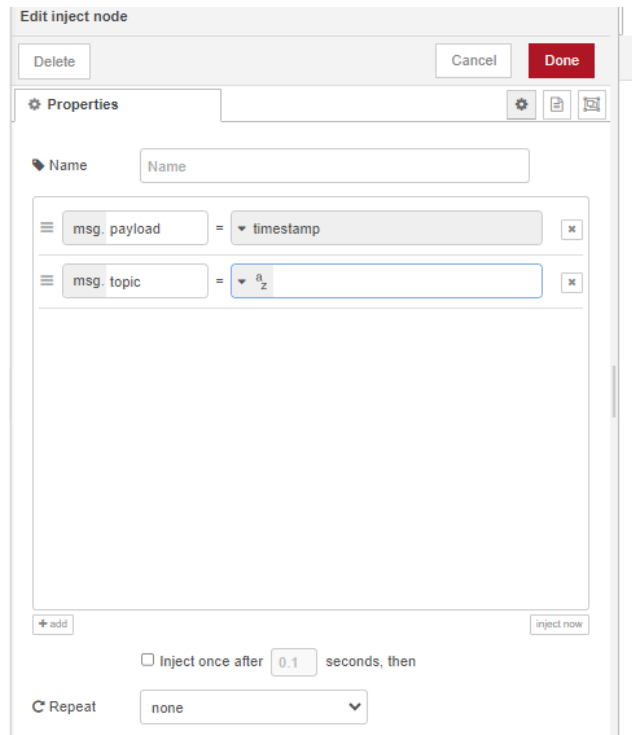 Edit inject node
Delete Cancel Done
Properties
Name Name
msg. payload = timestamp
msg. topic = a z
+ add inject now
Inject once after 0.1 seconds, then
Repeat none